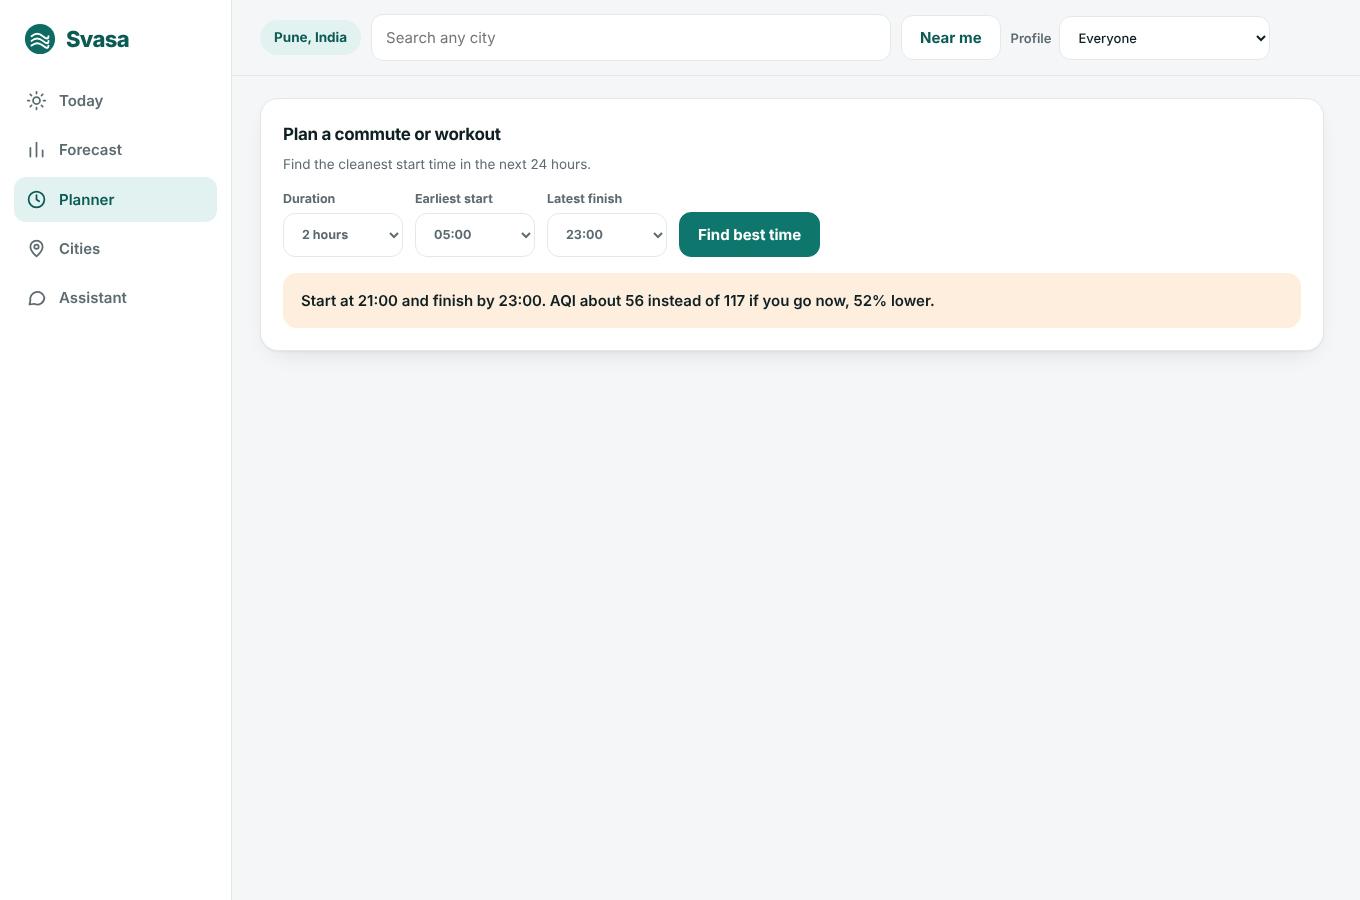 Svasa
Today
Forecast
Planner
Cities
Assistant
Pune, India
Search any city
Near me
Profile
Everyone
Plan a commute or workout
Find the cleanest start time in the next 24 hours.
Duration
Earliest start
Latest finish
2 hours
05:00
23:00
Find best time
Start at 21:00 and finish by 23:00. AQI about 56 instead of 117 if you go now, 52% lower.